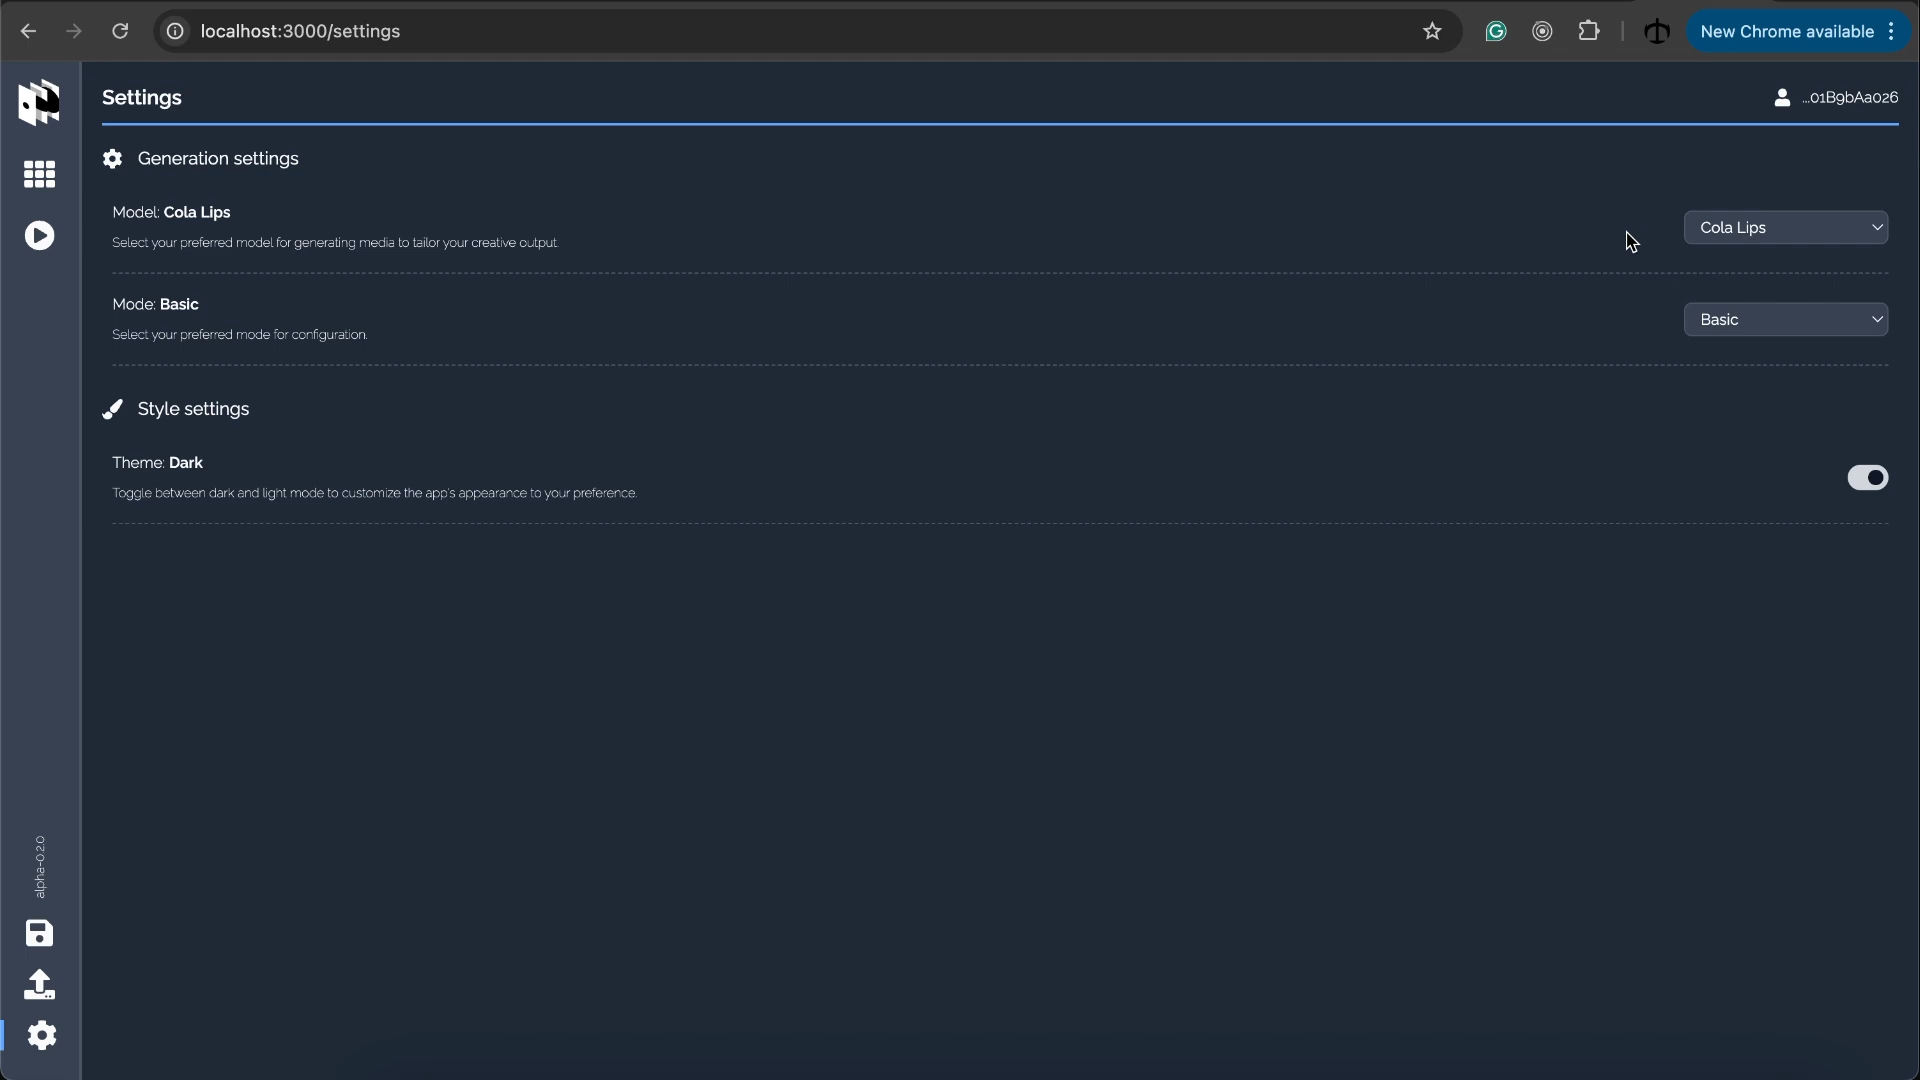 localhost:3000/settings
New Chrome available
Settings
...01B9bAa026
Generation settings
Model: Cola Lips
Select your preferred model for generating media to tailor your creative output.
Cola Lips
Mode: Basic
Select your preferred mode for configuration.
Basic
Style settings
Theme: Dark
Toggle between dark and light mode to customize the app's appearance to your preference.
alpha-0.2.0